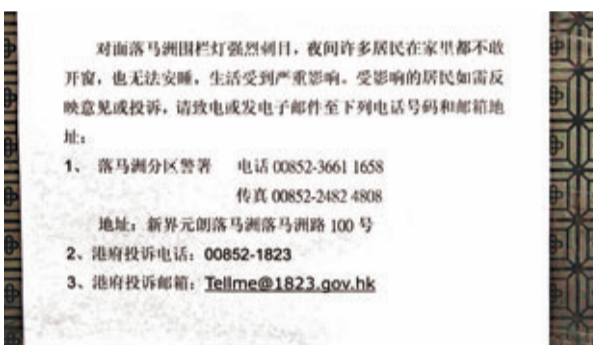 对面落马洲围栏灯强烈刺目，夜间许多居民在家里都不敢
开窗，也无法安睡，生活受到严重影响。受影响的居民如需反
映意见或投诉，请致电或发电子邮件至下列电话号码和邮箱地
址：
1、 落马洲分区警署 电话 00852-3661 1658
传真 00852-2482 4808
地址：新界元朗落马洲落马洲路 100 号
2、港府投诉电话：00852-1823
3、港府投诉邮箱：Tellme@1823.gov.hk